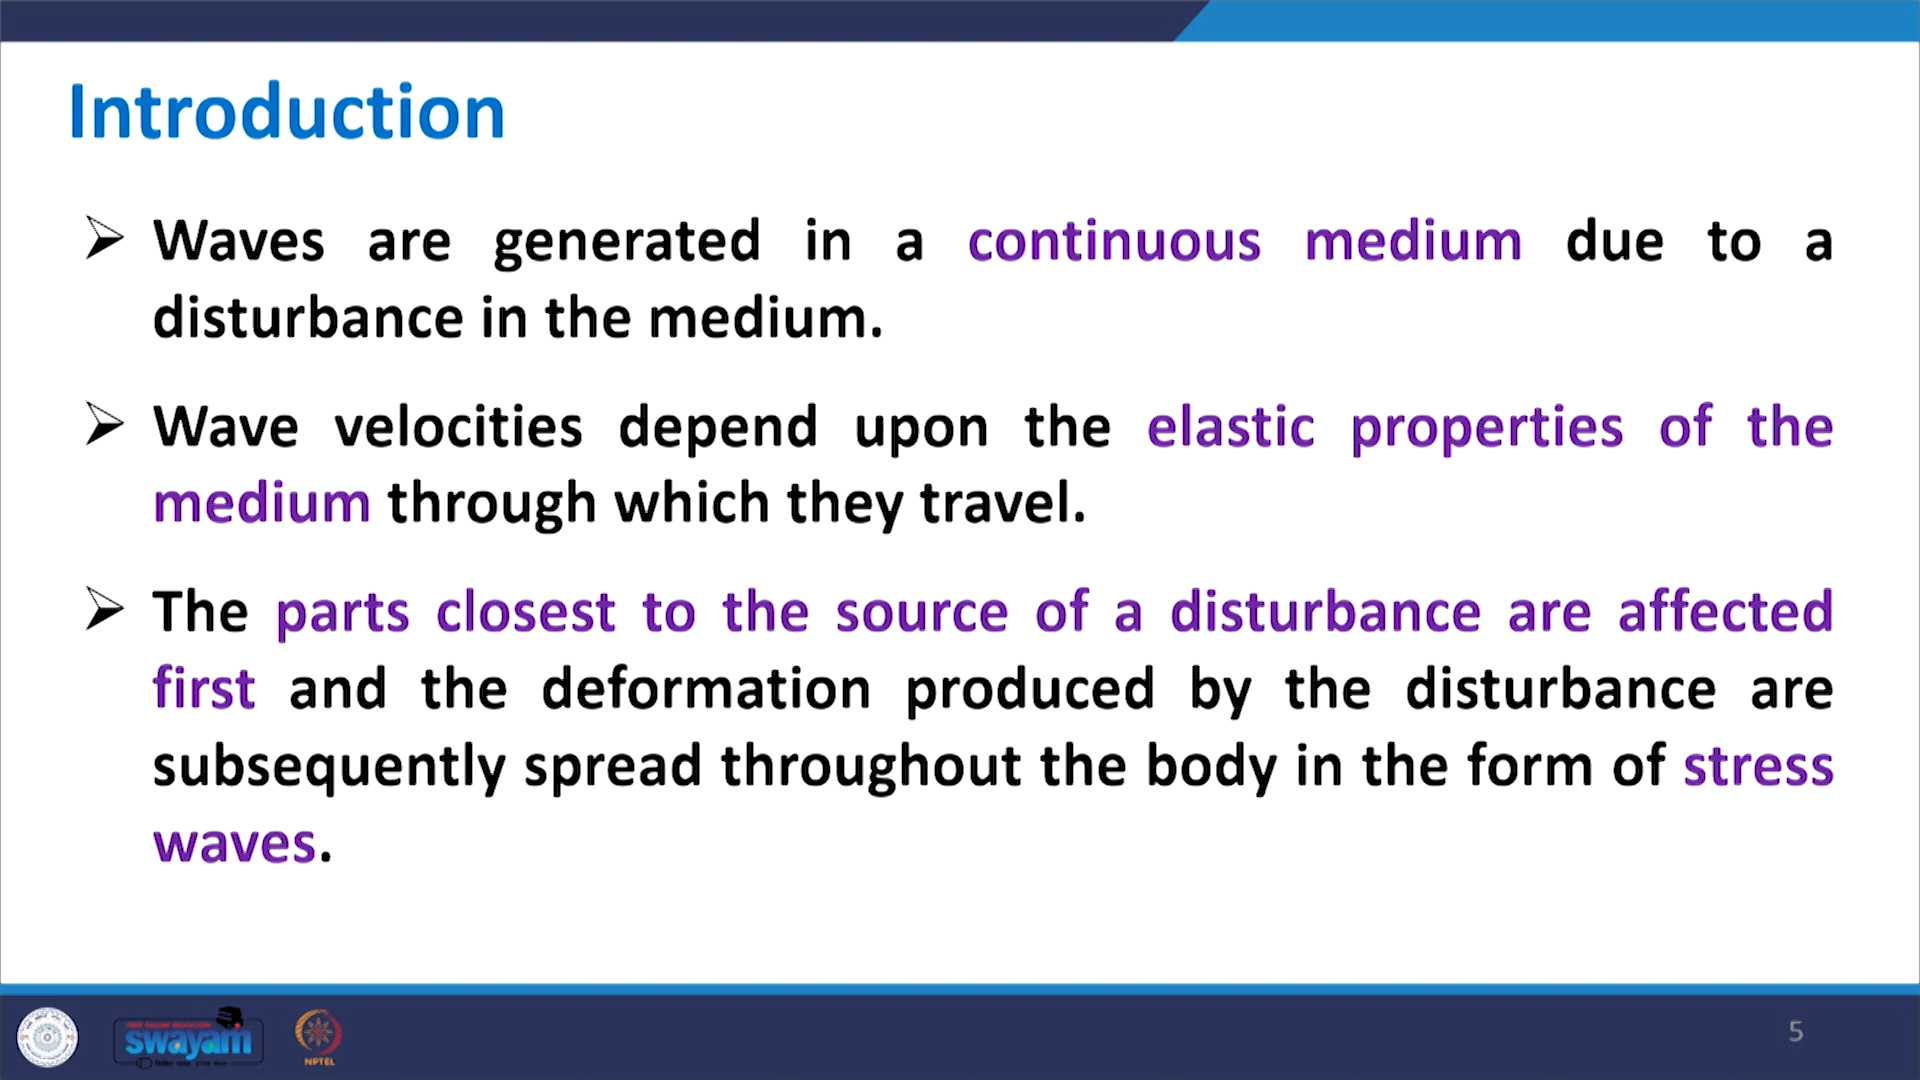 Introduction
Waves are generated in a continuous medium due to a
disturbance in the medium.
Wave velocities depend upon the elastic properties of the
medium through which they travel.
The parts closest to the source of a disturbance are affected
first and the deformation produced by the disturbance are
subsequently spread throughout the body in the form of stress
waves.
FREE ONLINE EDUCATION
swayam
NPTEL
5